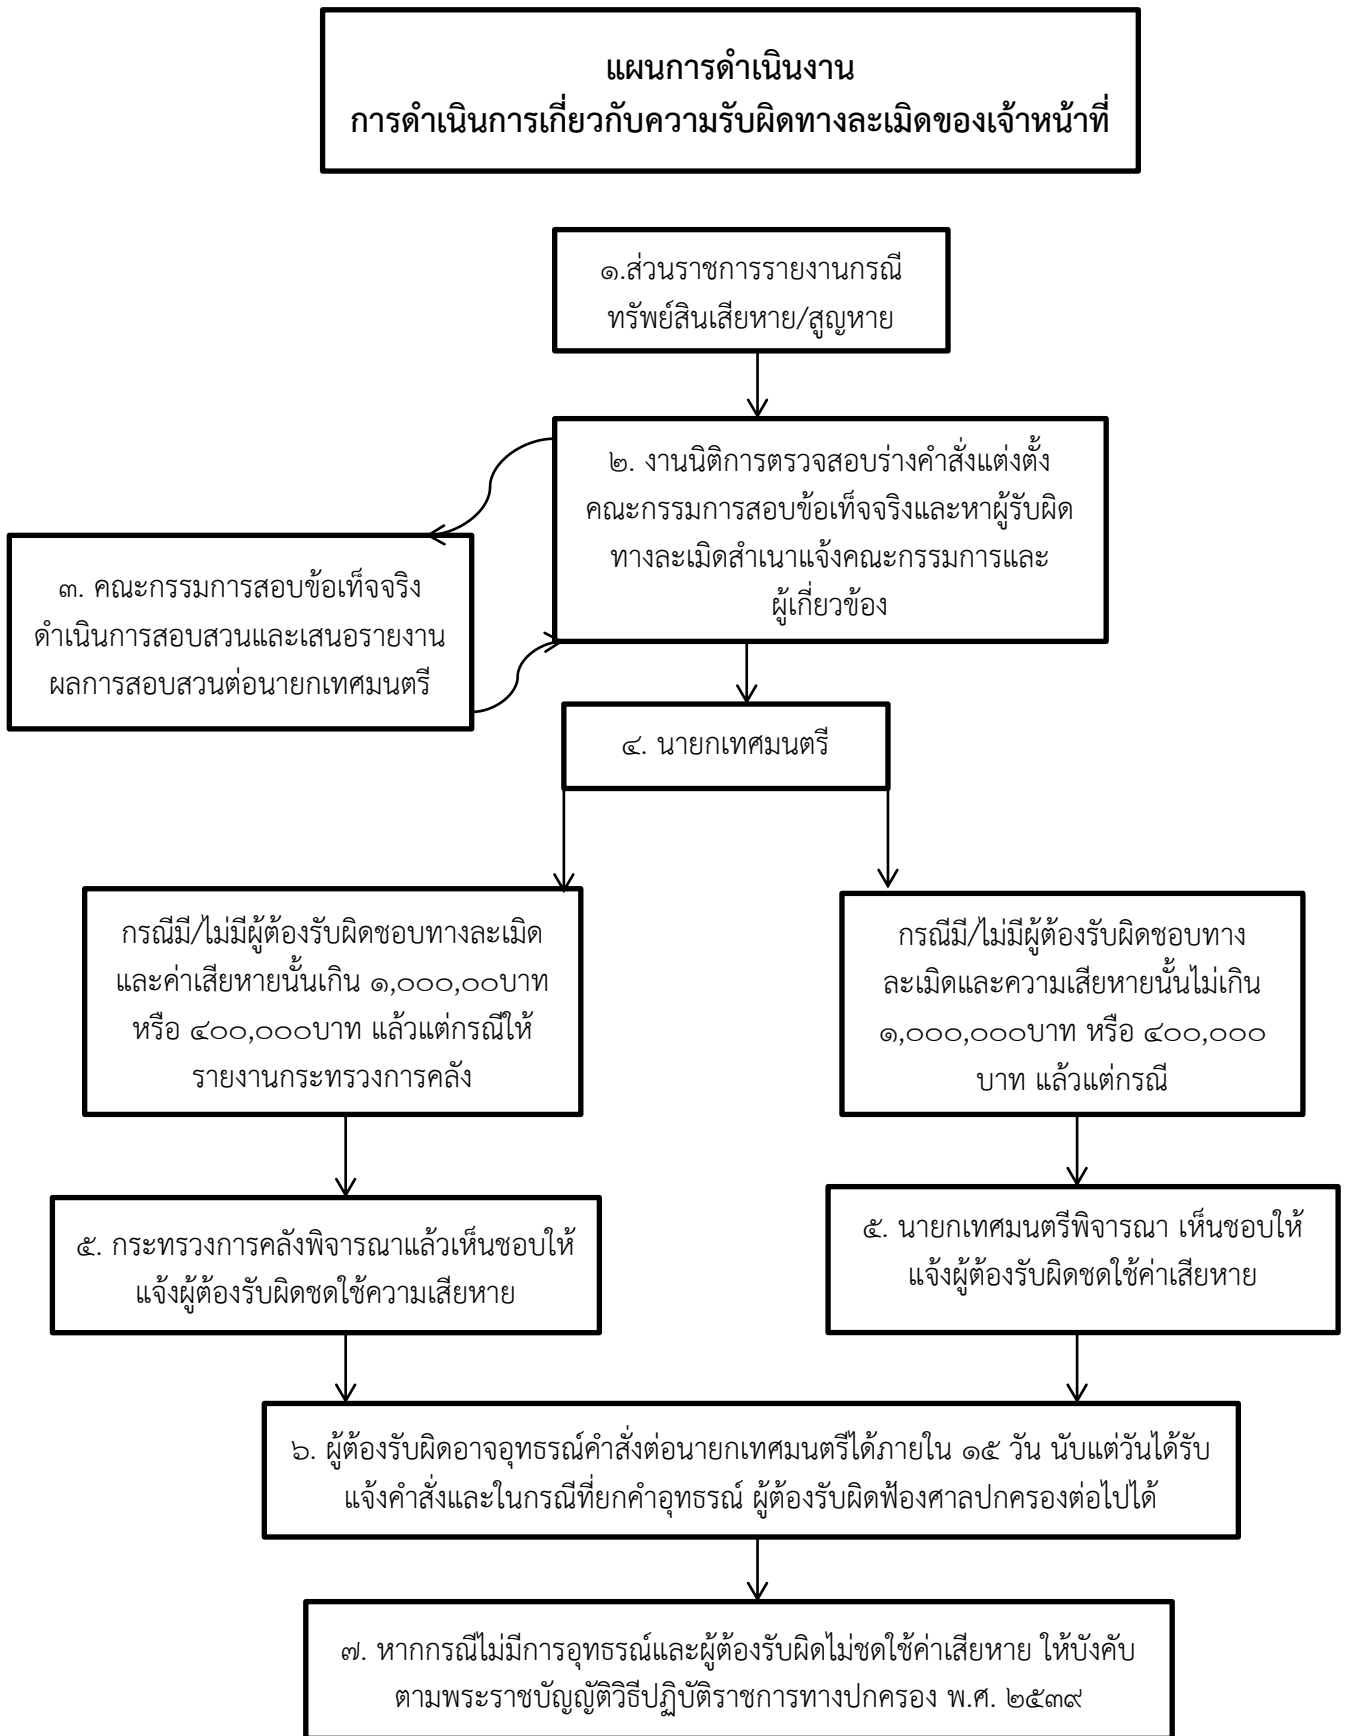 แผนการดำเนินงาน
การดำเนินการเกี่ยวกับความรับผิดทางละเมิดของเจ้าหน้าที่
๑.ส่วนราชการรายงานกรณี
ทรัพย์สินเสียหาย/สูญหาย
๒. งานนิติการตรวจสอบร่างคำสั่งแต่งตั้ง
คณะกรรมการสอบข้อเท็จจริงและหาผู้รับผิด
ทางละเมิดสำเนาแจ้งคณะกรรมการและ
ผู้เกี่ยวข้อง
๓. คณะกรรมการสอบข้อเท็จจริง
ดำเนินการสอบสวนและเสนอรายงาน
ผลการสอบสวนต่อนายกเทศมนตรี
๔. นายกเทศมนตรี
กรณีมี/ไม่มีผู้ต้องรับผิดชอบทางละเมิด
และค่าเสียหายนั้นเกิน ๑,๐๐๐,๐๐บาท
หรือ ๔๐๐,๐๐๐บาท แล้วแต่กรณีให้
รายงานกระทรวงการคลัง
กรณีมี/ไม่มีผู้ต้องรับผิดชอบทาง
ละเมิดและความเสียหายนั้นไม่เกิน
๑,๐๐๐,๐๐๐บาท หรือ ๔๐๐,๐๐๐
บาท แล้วแต่กรณี
๕. กระทรวงการคลังพิจารณาแล้วเห็นชอบให้
แจ้งผู้ต้องรับผิดชดใช้ความเสียหาย
๕. นายกเทศมนตรีพิจารณา เห็นชอบให้
แจ้งผู้ต้องรับผิดชดใช้ค่าเสียหาย
๖. ผู้ต้องรับผิดอาจอุทธรณ์คำสั่งต่อนายกเทศมนตรีได้ภายใน ๑๕ วัน นับแต่วันได้รับ
แจ้งคำสั่งและในกรณีที่ยกคำอุทธรณ์ ผู้ต้องรับผิดฟ้องศาลปกครองต่อไปได้
๗. หากกรณีไม่มีการอุทธรณ์และผู้ต้องรับผิดไม่ชดใช้ค่าเสียหาย ให้บังคับ
ตามพระราชบัญญัติวิธีปฏิบัติราชการทางปกครอง พ.ศ. ๒๕๓๙